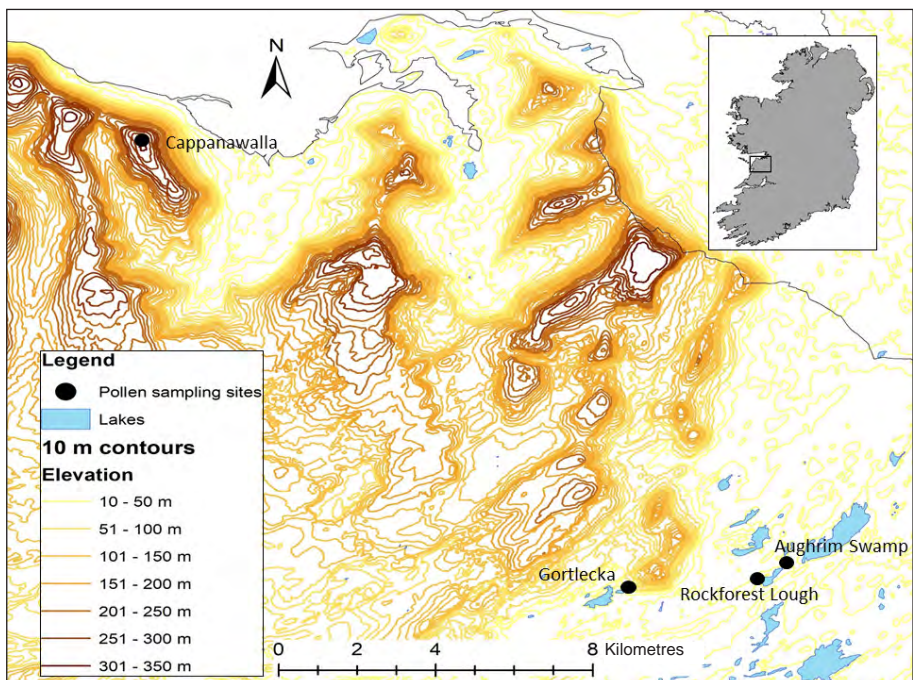 N
Cappanawalla
Legend
Pollen sampling sites
Lakes
10 m contours
Elevation
10 - 50 m
51 - 100 m
101 - 150 m
151 - 200 m
201 - 250 m
251 - 300 m
301 - 350 m
Aughrim Swamp
Gortlecka
Rockforest Lough
0 2 4 6 8 Kilometres